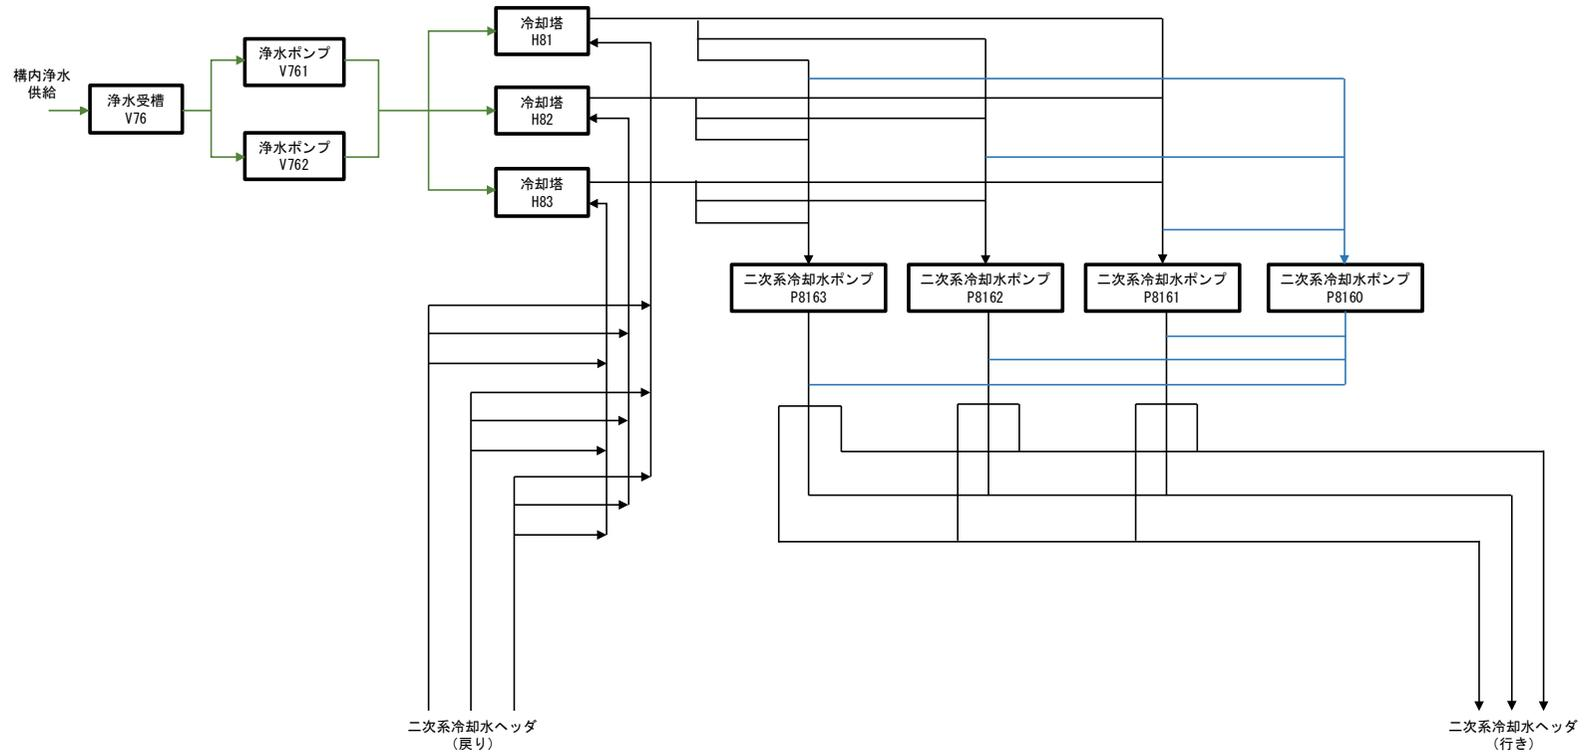 構内浄水
供給
浄水受槽
V76
浄水ポンプ
V761
浄水ポンプ
V762
冷却塔
H81
冷却塔
H82
冷却塔
H83
二次系冷却水ポンプ
P8163
二次系冷却水ポンプ
P8162
二次系冷却水ポンプ
P8161
二次系冷却水ポンプ
P8160
二次系冷却水ヘッダ
(戻り)
二次系冷却水ヘッダ
(行き)